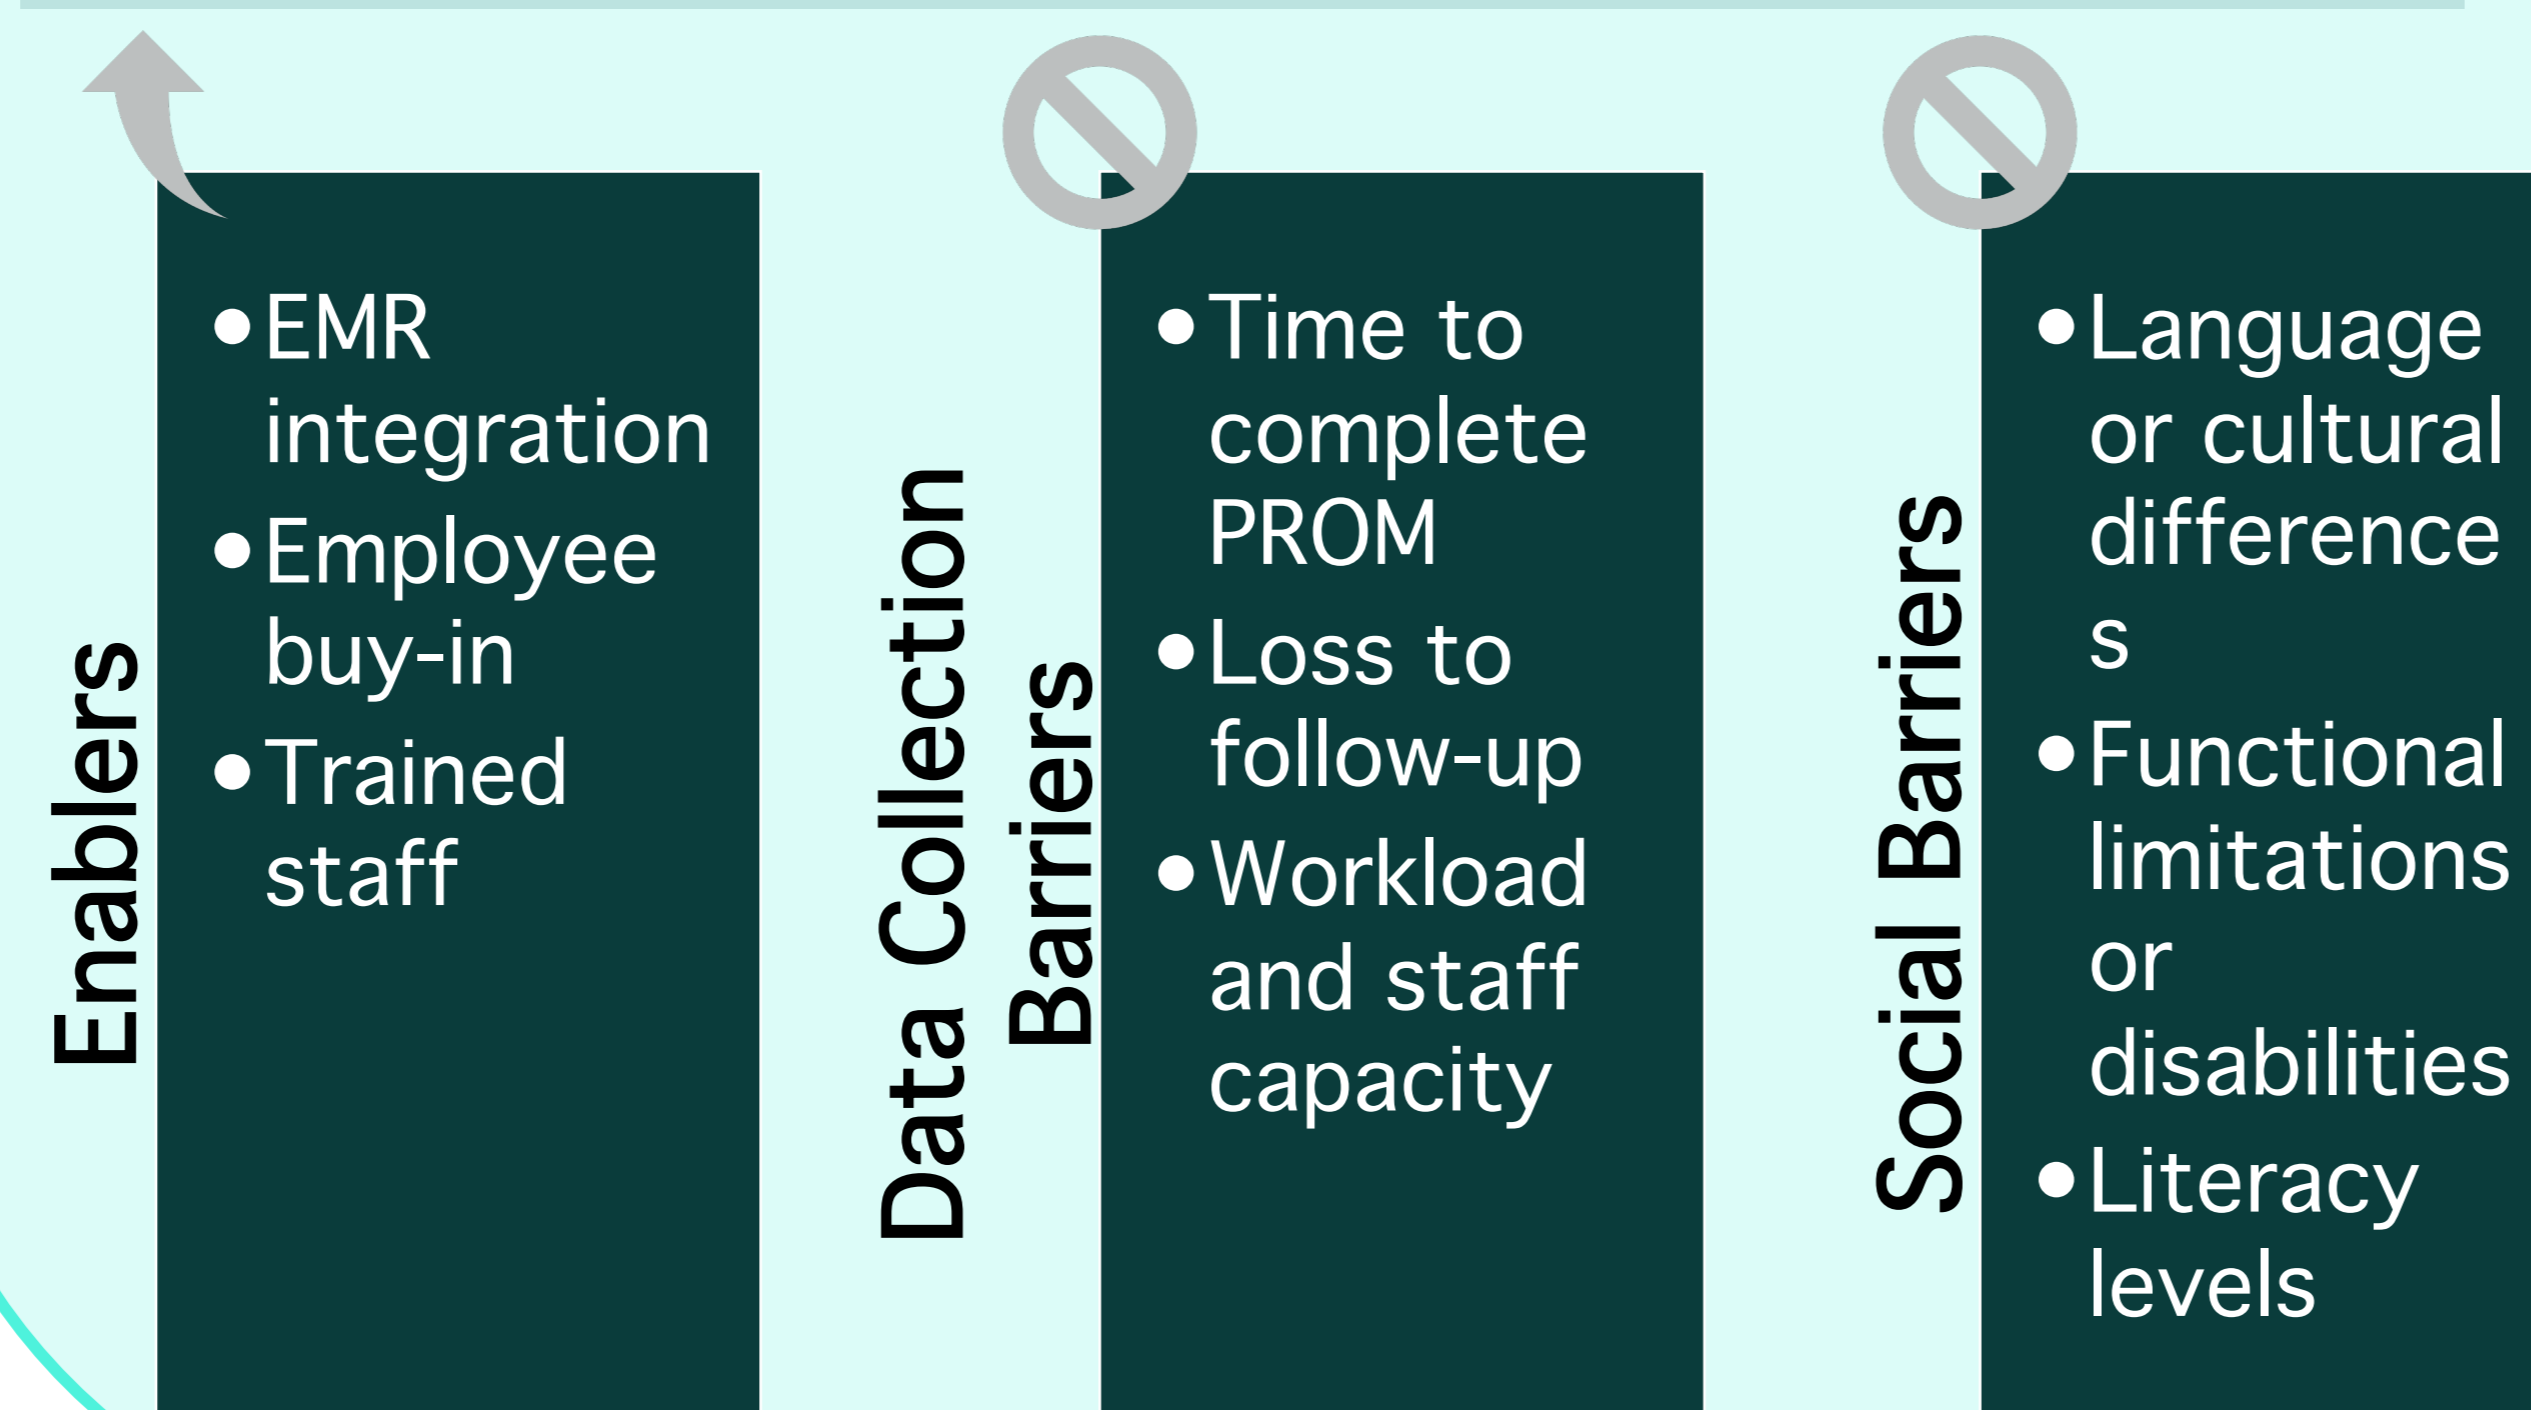 Enablers
•EMR
integration
•Employee
buy-in
•Trained
staff
Data Collection
Barriers
•Time to
complete
PROM
•Loss to
follow-up
•Workload
and staff
capacity
Social Barriers
•Language
or cultural
difference
s
•Functional
limitations
or
disabilities
•Literacy
levels